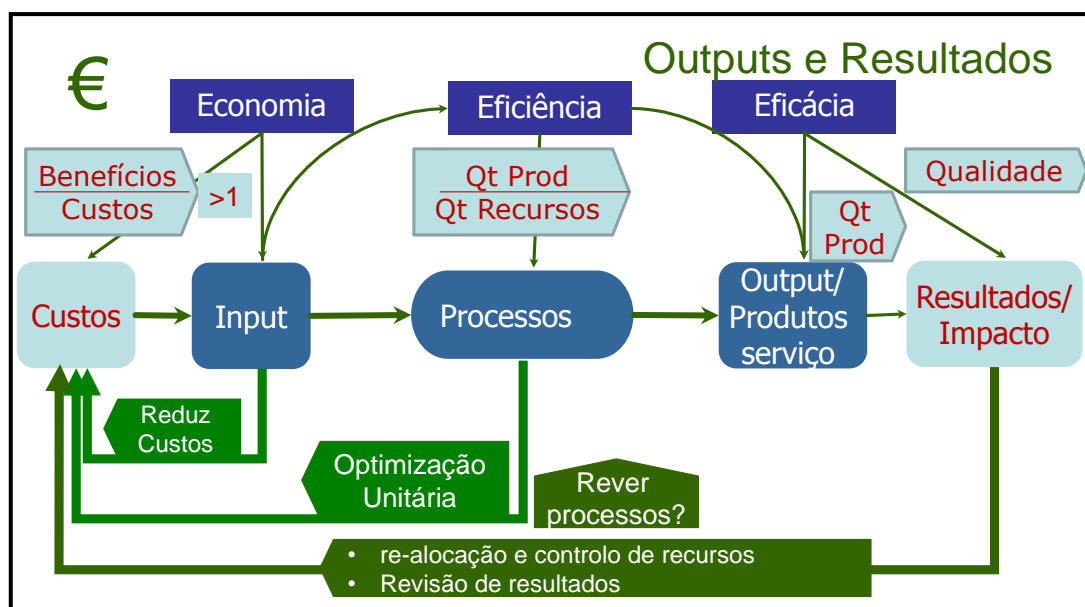 €
Outputs e Resultados
Economia
Eficiência
Eficácia
Benefícios
Custos
>1
Qt Prod
Qt Recursos
Qualidade
Qt
Prod
Custos
Input
Processos
Output/
Produtos
serviço
Resultados/
Impacto
Reduz
Custos
Optimização
Unitária
Rever
processos?
• re-alocação e controlo de recursos
• Revisão de resultados